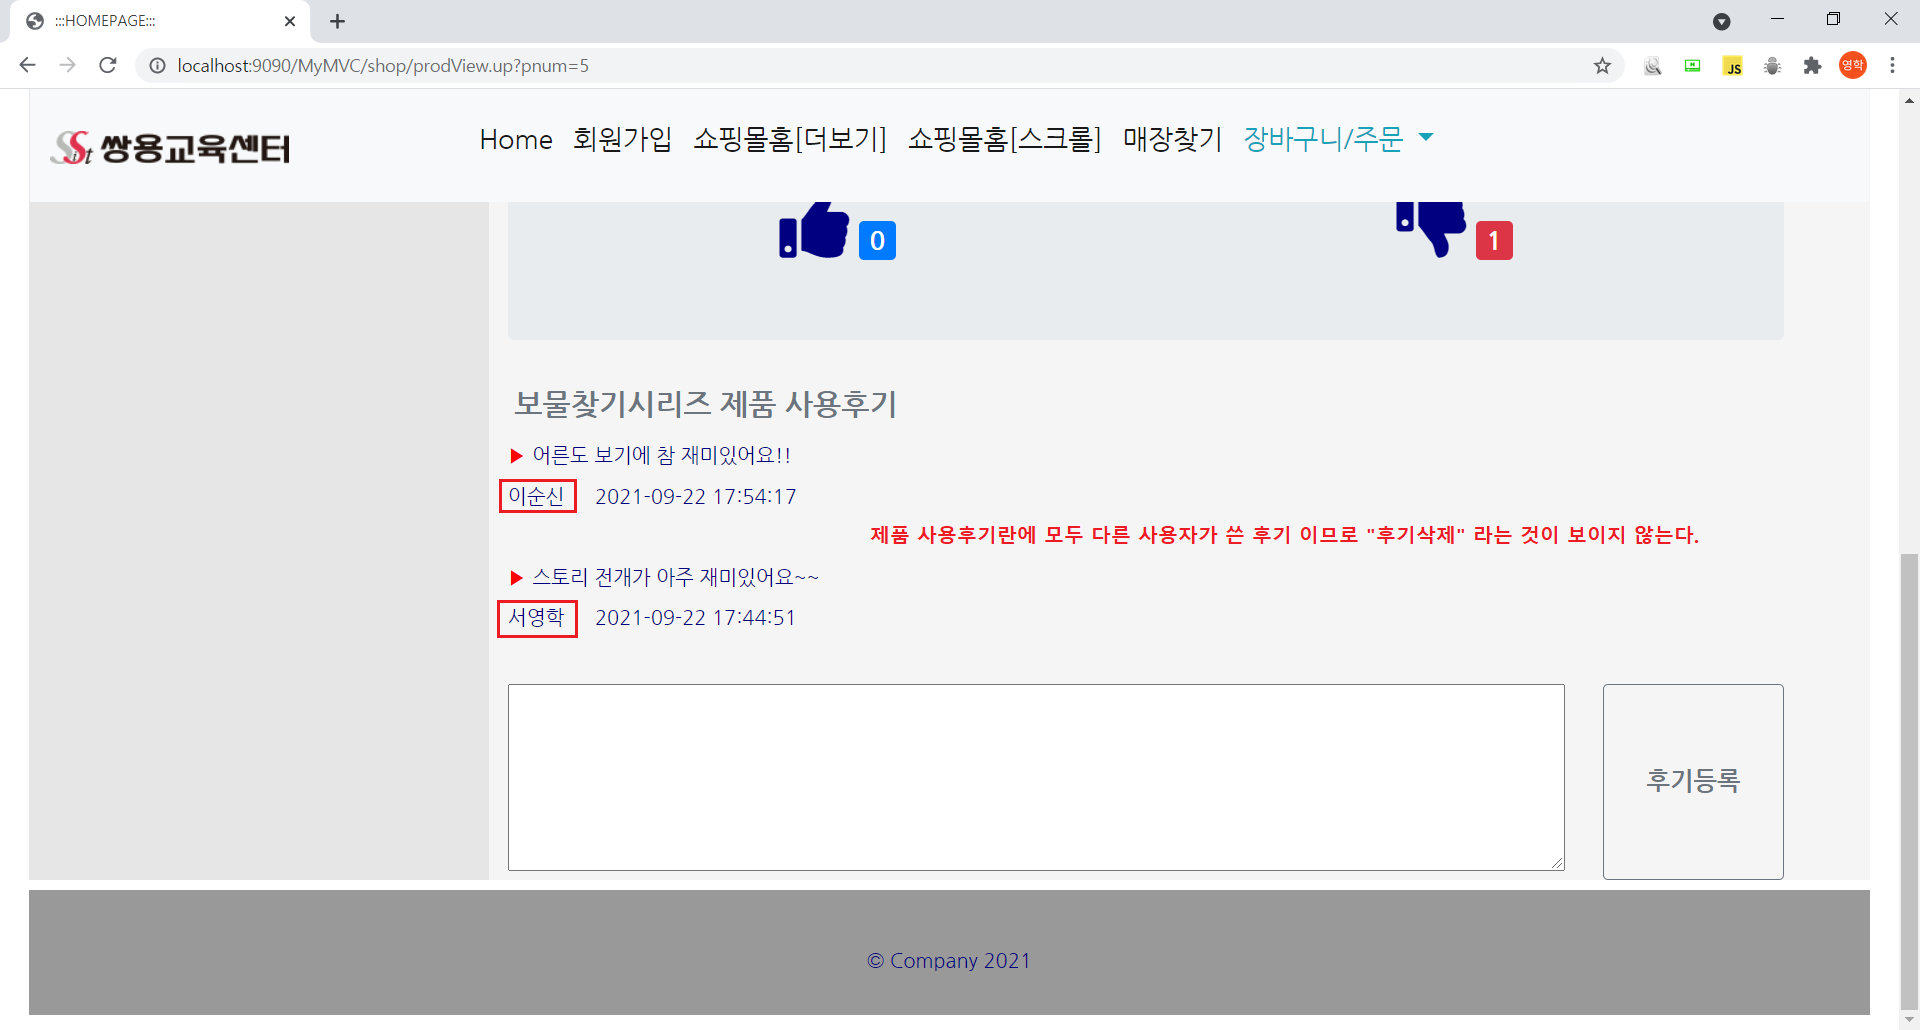 :::HOMEPAGE:::
localhost:9090/MyMVC/shop/prodView.up?pnum=5
JS
영학
SSist 쌍용교육센터
Home 회원가입 쇼핑몰홈[더보기] 쇼핑몰홈[스크롤] 매장찾기 장바구니/주문
0
1
보물찾기시리즈 제품 사용후기
▶ 어른도 보기에 참 재미있어요!!
이순신 2021-09-22 17:54:17
제품 사용후기란에 모두 다른 사용자가 쓴 후기 이므로 "후기삭제" 라는 것이 보이지 않는다.
▶ 스토리 전개가 아주 재미있어요~~
서영학 2021-09-22 17:44:51
후기등록
© Company 2021